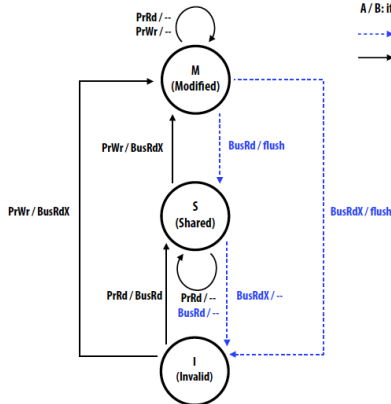 PrRd / --
PrWr / --
A / B: if
M
(Modified)
PrWr / BusRdX
BusRd / flush
PrWr / BusRdX
BusRdX / flush
S
(Shared)
PrRd / BusRd
PrRd / --
BusRd / --
BusRdX / --
I
(Invalid)